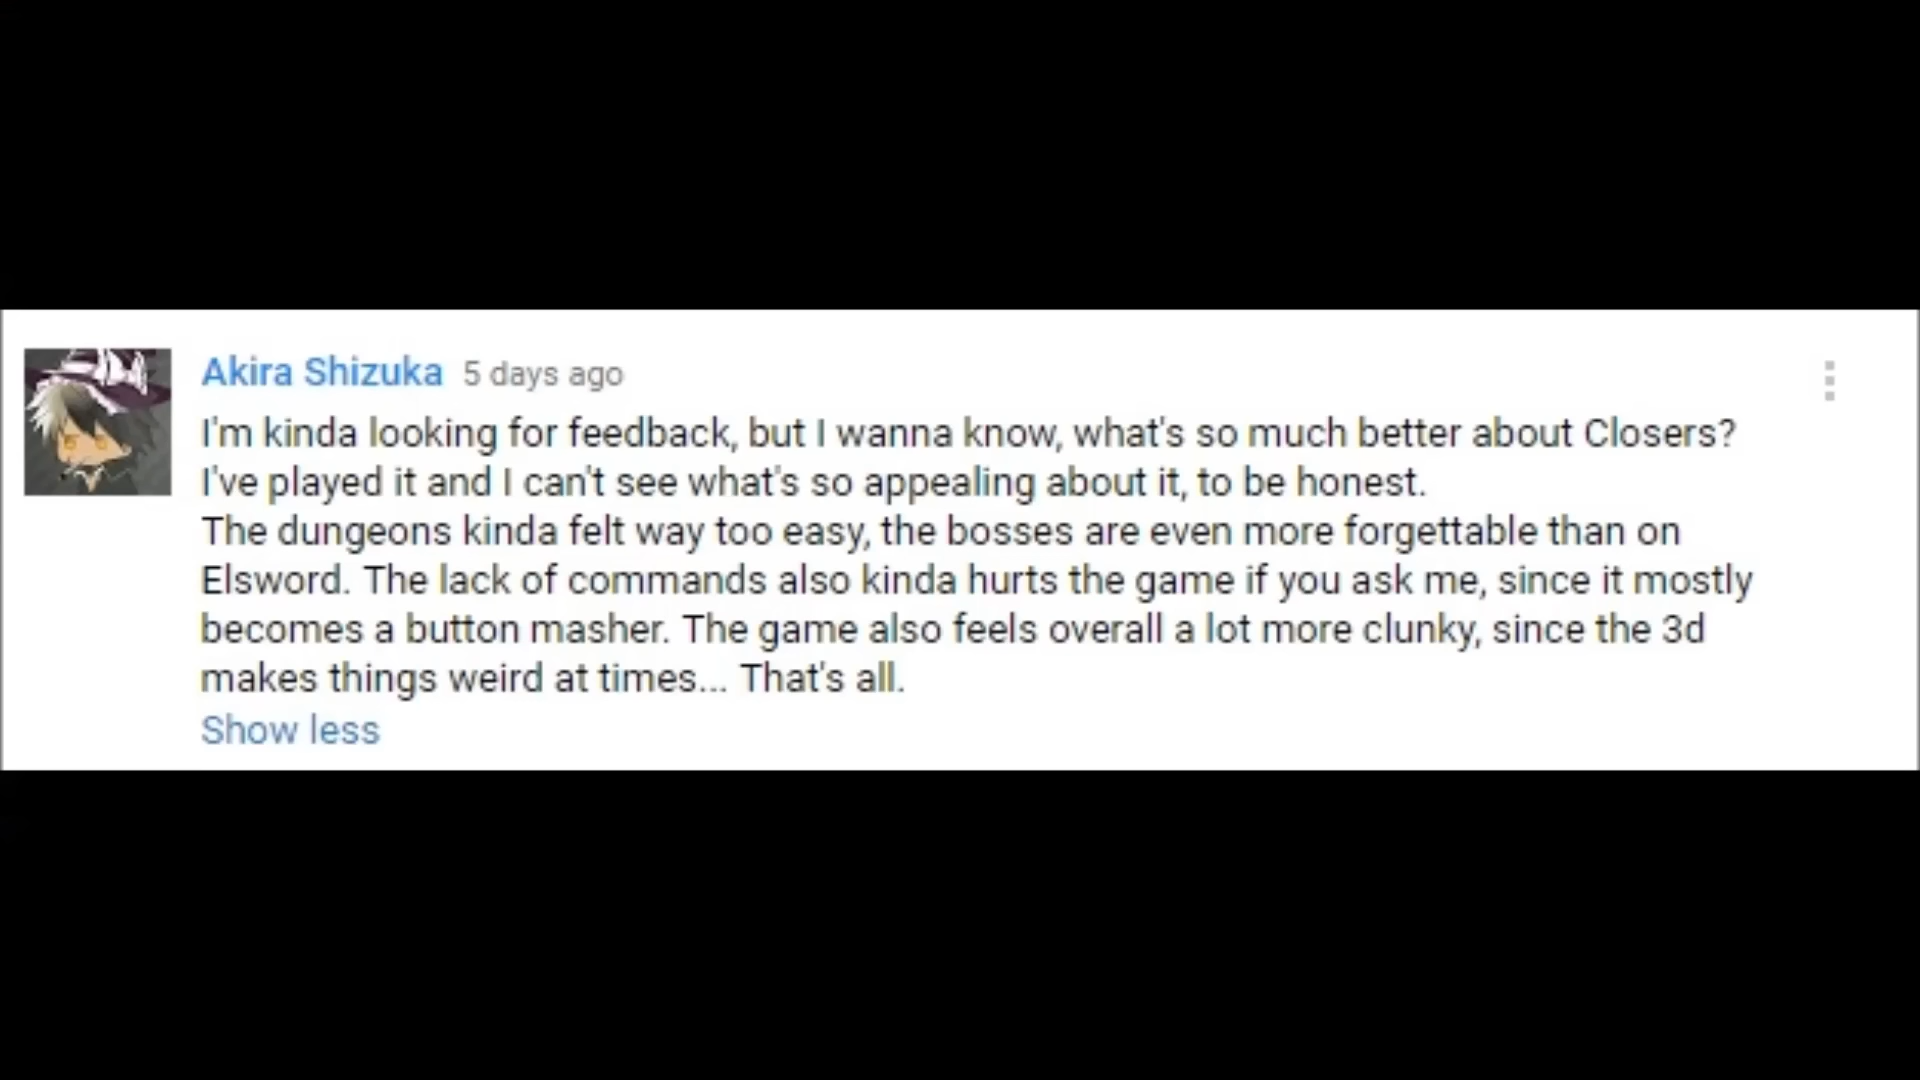 Akira Shizuka 5 days ago
I'm kinda looking for feedback, but I wanna know, what's so much better about Closers?
I've played it and I can't see what's so appealing about it, to be honest.
The dungeons kinda felt way too easy, the bosses are even more forgettable than on
Elsword. The lack of commands also kinda hurts the game if you ask me, since it mostly
becomes a button masher. The game also feels overall a lot more clunky, since the 3d
makes things weird at times... That's all.
Show less